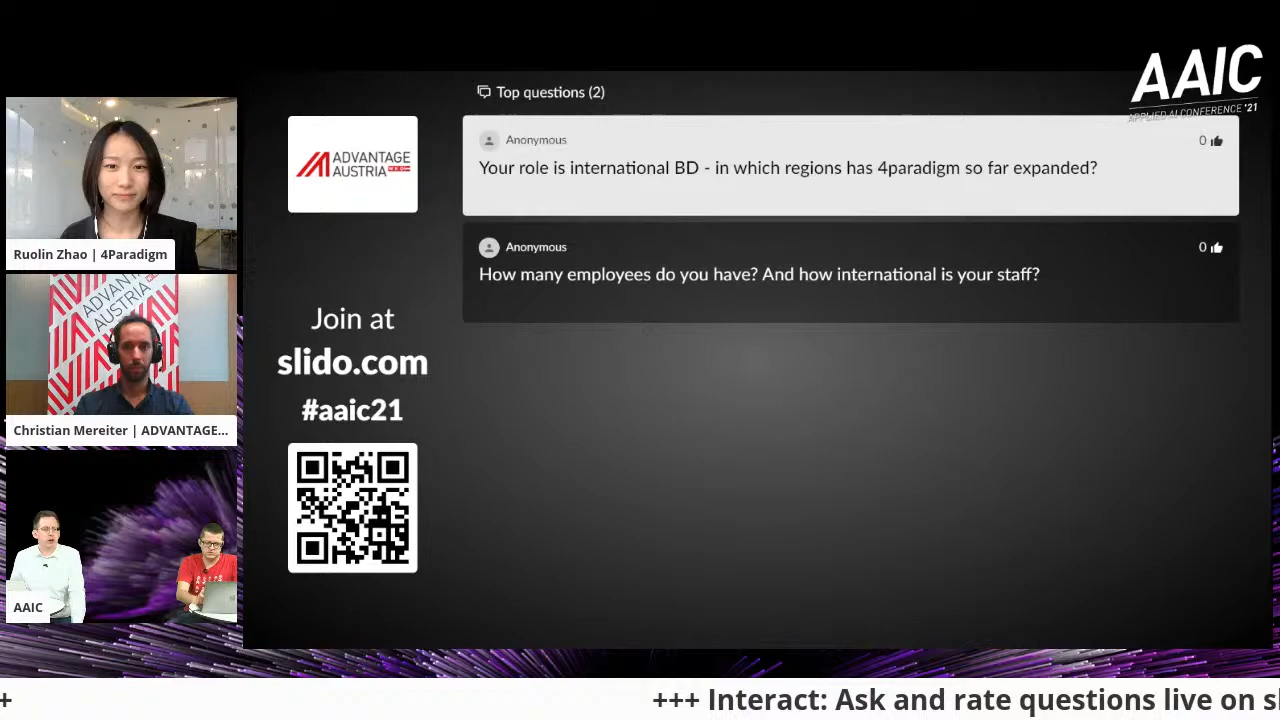 AAIC
APPLIED AI CONFERENCE '21
Top questions (2)
Anonymous
0
Your role is international BD - in which regions has 4paradigm so far expanded?
Anonymous
0
How many employees do you have? And how international is your staff?
ADVANTAGE
AUSTRIA
Join at
slido.com
#aaic21
ADVANTAGE
AUSTRIA
Ruolin Zhao | 4Paradigm
Christian Mereiter | ADVANTAGE...
AAIC
+ +++ Interact: Ask and rate questions live on sl